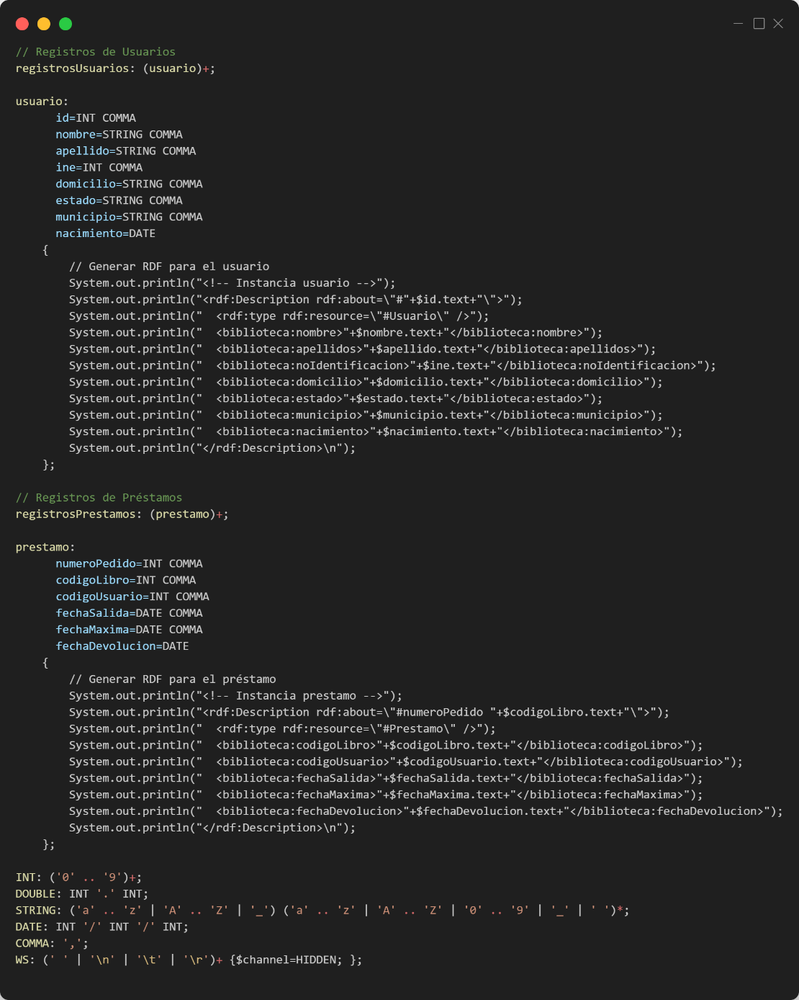 // Registros de Usuarios
registrosUsuarios: (usuario)+;

usuario:
      id=INT COMMA
      nombre=STRING COMMA
      apellido=STRING COMMA
      ine=INT COMMA
      domicilio=STRING COMMA
      estado=STRING COMMA
      municipio=STRING COMMA
      nacimiento=DATE
    {
        // Generar RDF para el usuario
        System.out.println("<!-- Instancia usuario -->");
        System.out.println("<rdf:Description rdf:about=\"#"+$id.text+"\">");
        System.out.println("  <rdf:type rdf:resource=\"#Usuario\" />");
        System.out.println("  <biblioteca:nombre>"+$nombre.text+"</biblioteca:nombre>");
        System.out.println("  <biblioteca:apellidos>"+$apellido.text+"</biblioteca:apellidos>");
        System.out.println("  <biblioteca:noIdentificacion>"+$ine.text+"</biblioteca:noIdentificacion>");
        System.out.println("  <biblioteca:domicilio>"+$domicilio.text+"</biblioteca:domicilio>");
        System.out.println("  <biblioteca:estado>"+$estado.text+"</biblioteca:estado>");
        System.out.println("  <biblioteca:municipio>"+$municipio.text+"</biblioteca:municipio>");
        System.out.println("  <biblioteca:nacimiento>"+$nacimiento.text+"</biblioteca:nacimiento>");
        System.out.println("</rdf:Description>\n");
    };

// Registros de Préstamos
registrosPrestamos: (prestamo)+;

prestamo:
      numeroPedido=INT COMMA
      codigoLibro=INT COMMA
      codigoUsuario=INT COMMA
      fechaSalida=DATE COMMA
      fechaMaxima=DATE COMMA
      fechaDevolucion=DATE
    {
        // Generar RDF para el préstamo
        System.out.println("<!-- Instancia prestamo -->");
        System.out.println("<rdf:Description rdf:about=\"#numeroPedido "+$codigoLibro.text+"\">");
        System.out.println("  <rdf:type rdf:resource=\"#Prestamo\" />");
        System.out.println("  <biblioteca:codigoLibro>"+$codigoLibro.text+"</biblioteca:codigoLibro>");
        System.out.println("  <biblioteca:codigoUsuario>"+$codigoUsuario.text+"</biblioteca:codigoUsuario>");
        System.out.println("  <biblioteca:fechaSalida>"+$fechaSalida.text+"</biblioteca:fechaSalida>");
        System.out.println("  <biblioteca:fechaMaxima>"+$fechaMaxima.text+"</biblioteca:fechaMaxima>");
        System.out.println("  <biblioteca:fechaDevolucion>"+$fechaDevolucion.text+"</biblioteca:fechaDevolucion>");
        System.out.println("</rdf:Description>\n");
    };

INT: ('0' .. '9')+;
DOUBLE: INT '.' INT;
STRING: ('a' .. 'z' | 'A' .. 'Z' | '_') ('a' .. 'z' | 'A' .. 'Z' | '0' .. '9' | '_' | ' ')*;
DATE: INT '/' INT '/' INT;
COMMA: ',';
WS: (' ' | '\n' | '\t' | '\r')+ {$channel=HIDDEN; };